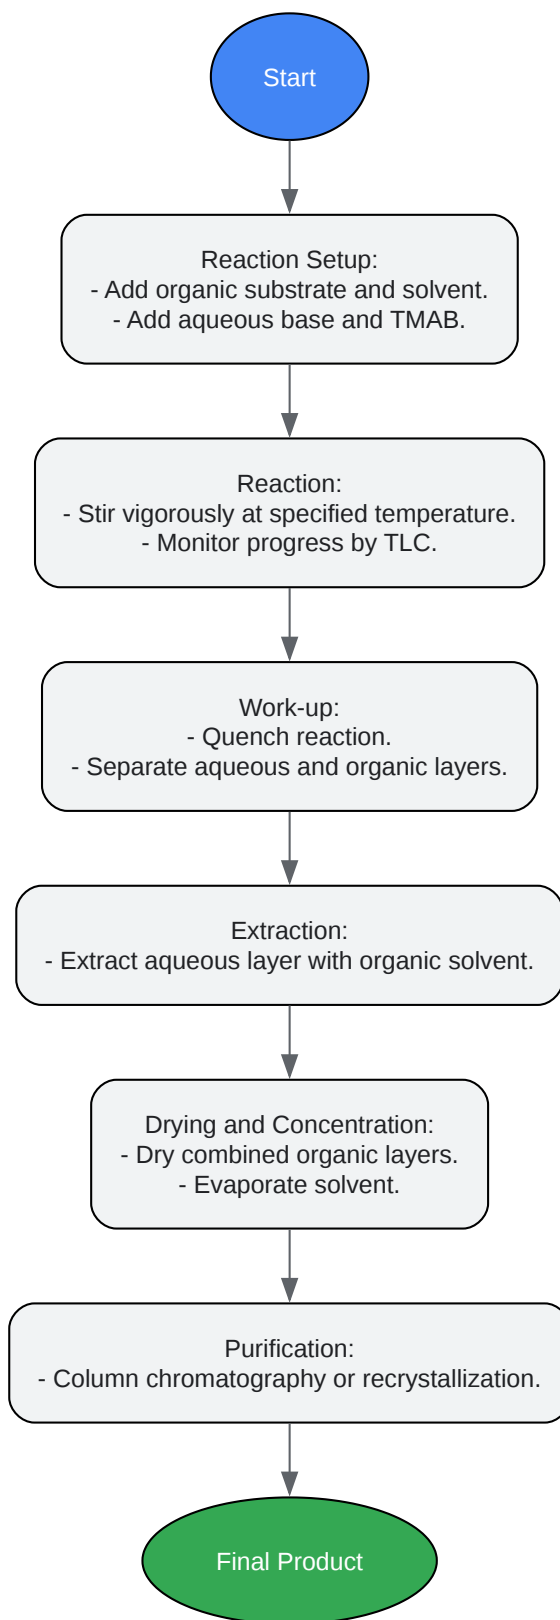 Start
Reaction Setup:
- Add organic substrate and solvent.
- Add aqueous base and TMAB.
Reaction:
- Stir vigorously at specified temperature.
- Monitor progress by TLC.
Work-up:
- Quench reaction.
- Separate aqueous and organic layers.
Extraction:
- Extract aqueous layer with organic solvent.
Drying and Concentration:
- Dry combined organic layers.
- Evaporate solvent.
Purification:
- Column chromatography or recrystallization.
Final Product